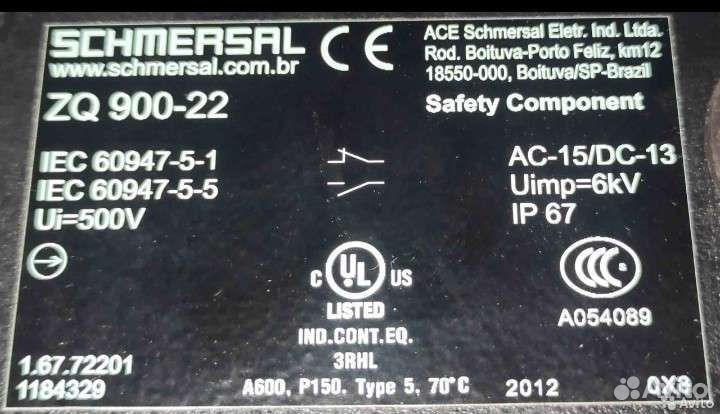 SCHMERSAL
www.schmersal.com.br
CE
ACE Schmersal Eletr. Ind. Ltda.
Rod. Boituva-Porto Feliz, km12
18550-000, Boituva/SP-Brazil
ZQ 900-22
Safety Component
IEC 60947-5-1
AC-15/DC-13
IEC 60947-5-5
Uimp=6kV
Ui=500V
IP 67
C UL US
LISTED
CCC
IND.CONT.EQ.
A054089
3RHL
1.67.72201
1184329
A600, P150. Type 5, 70°C
2012
Avito